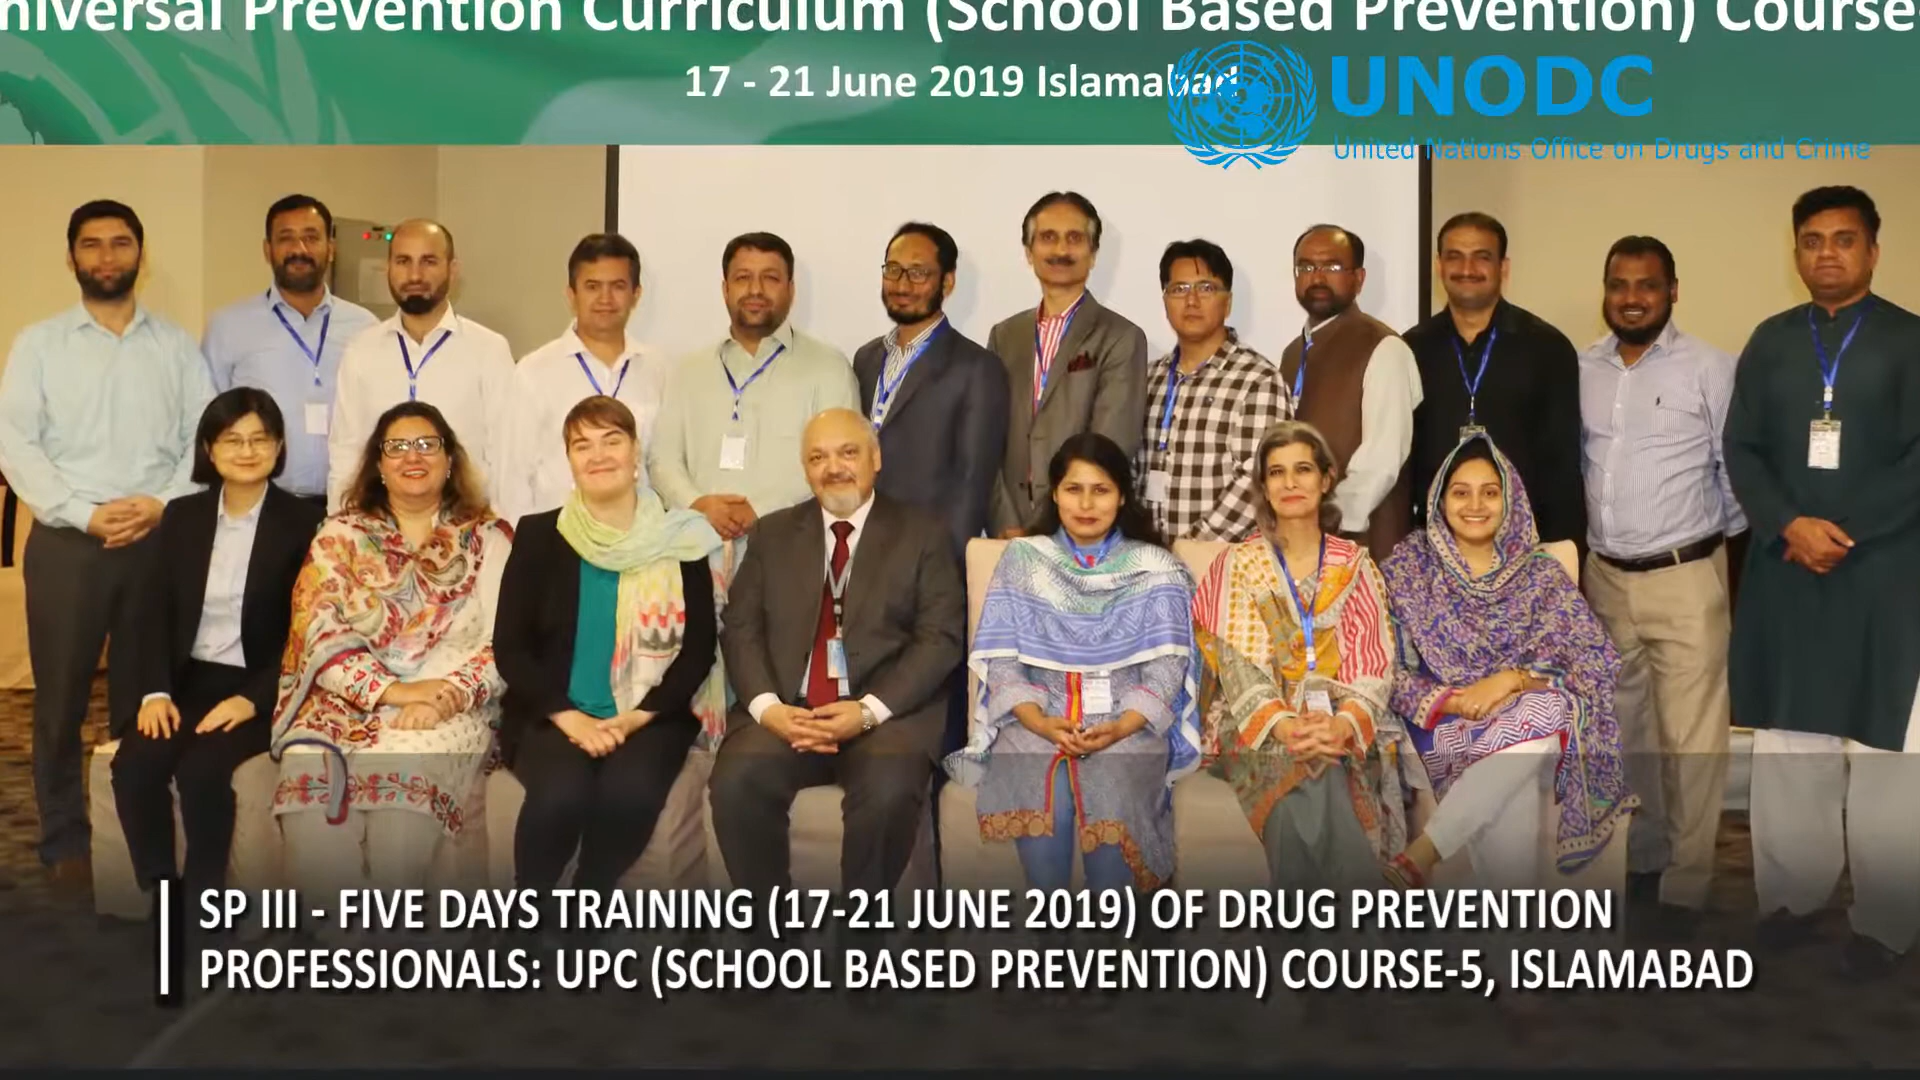 niversal Prevention Curriculum (School Based Prevention) Course
17 - 21 June 2019 Islamabad
UNODC
United Nations Office on Drugs and Crime
SP III - FIVE DAYS TRAINING (17-21 JUNE 2019) OF DRUG PREVENTION
PROFESSIONALS: UPC (SCHOOL BASED PREVENTION) COURSE-5, ISLAMABAD